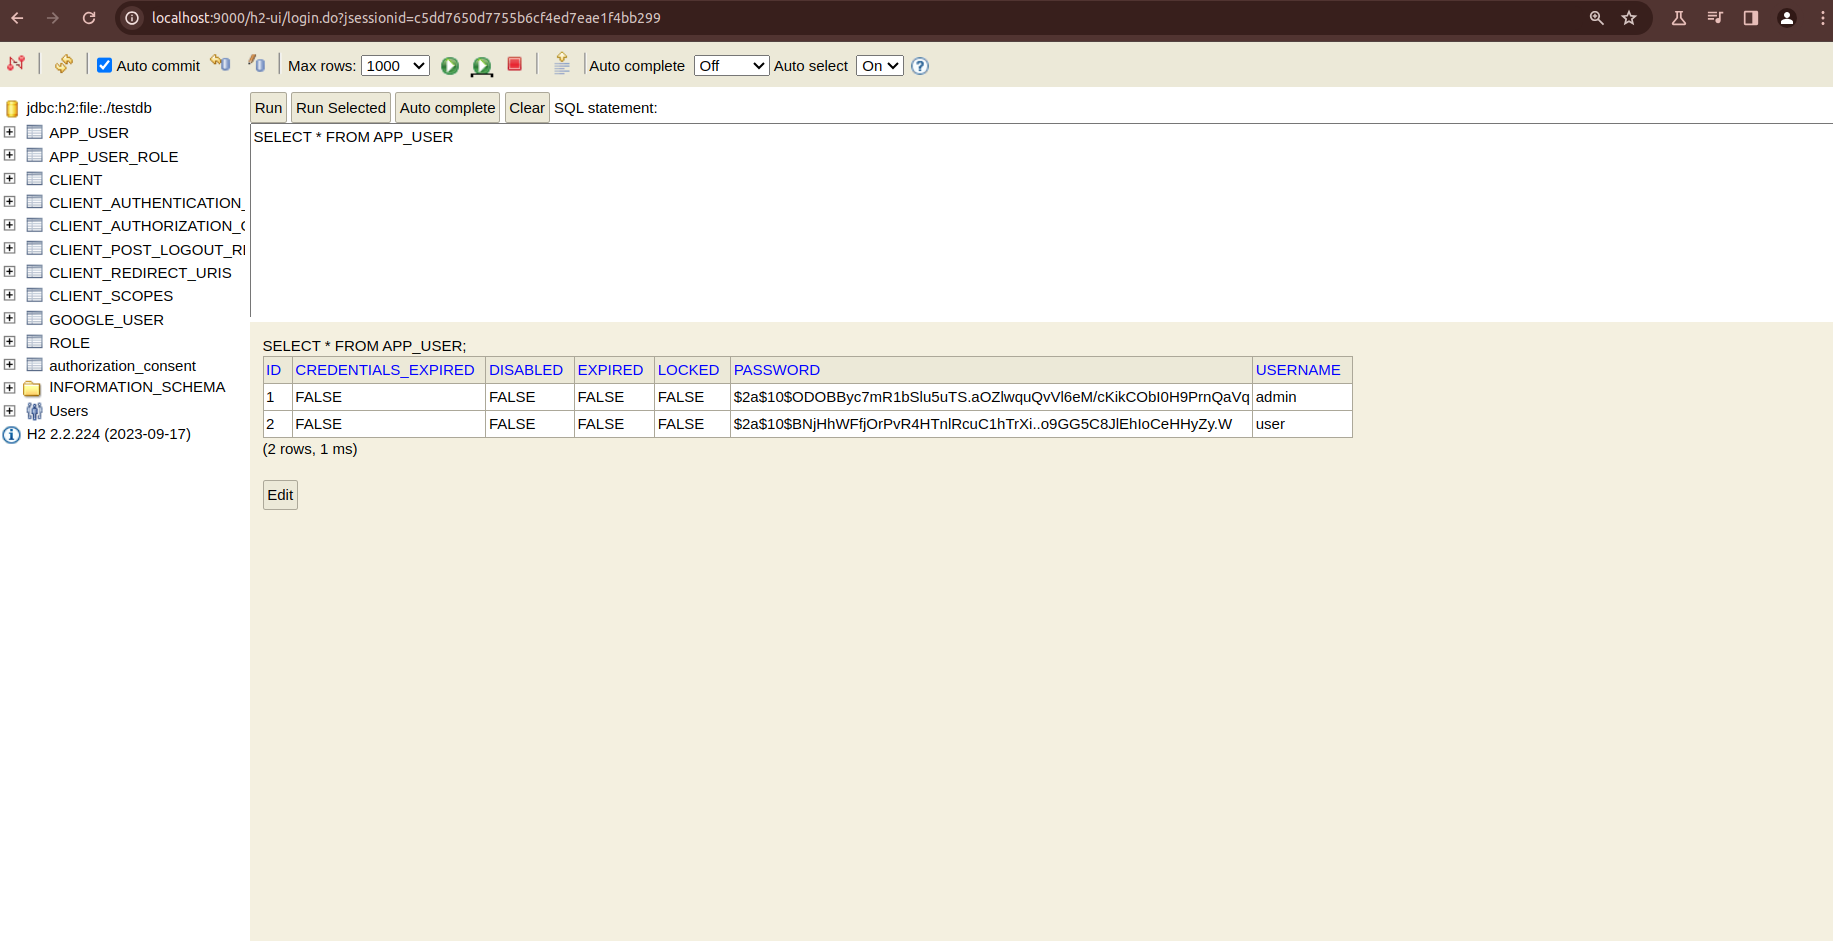 localhost:9000/h2-ui/login.do?jsessionid=c5dd7650d7755b6cf4ed7eae1f4bb299
Auto commit Max rows: 1000 Auto complete Off Auto select On ?
jdbc:h2:file:./testdb
APP_USER
APP_USER_ROLE
CLIENT
CLIENT_AUTHENTICATION_
CLIENT_AUTHORIZATION_
CLIENT_POST_LOGOUT_RE
CLIENT_REDIRECT_URIS
CLIENT_SCOPES
GOOGLE_USER
ROLE
authorization_consent
INFORMATION_SCHEMA
Users
H2 2.2.224 (2023-09-17)
Run Run Selected Auto complete Clear SQL statement:
SELECT * FROM APP_USER
SELECT * FROM APP_USER;
ID CREDENTIALS_EXPIRED DISABLED EXPIRED LOCKED PASSWORD USERNAME
1 FALSE FALSE FALSE FALSE $2a$10$ODOBByc7mR1bSlu5uTS.aOZlwquQvVl6eM/cKikCObI0H9PrnQaVq admin
2 FALSE FALSE FALSE FALSE $2a$10$BNjHhWFfjOrPvR4HTnlRcuC1hTrXi..o9GG5C8JlEhIoCeHHyZy.W user
(2 rows, 1 ms)
Edit